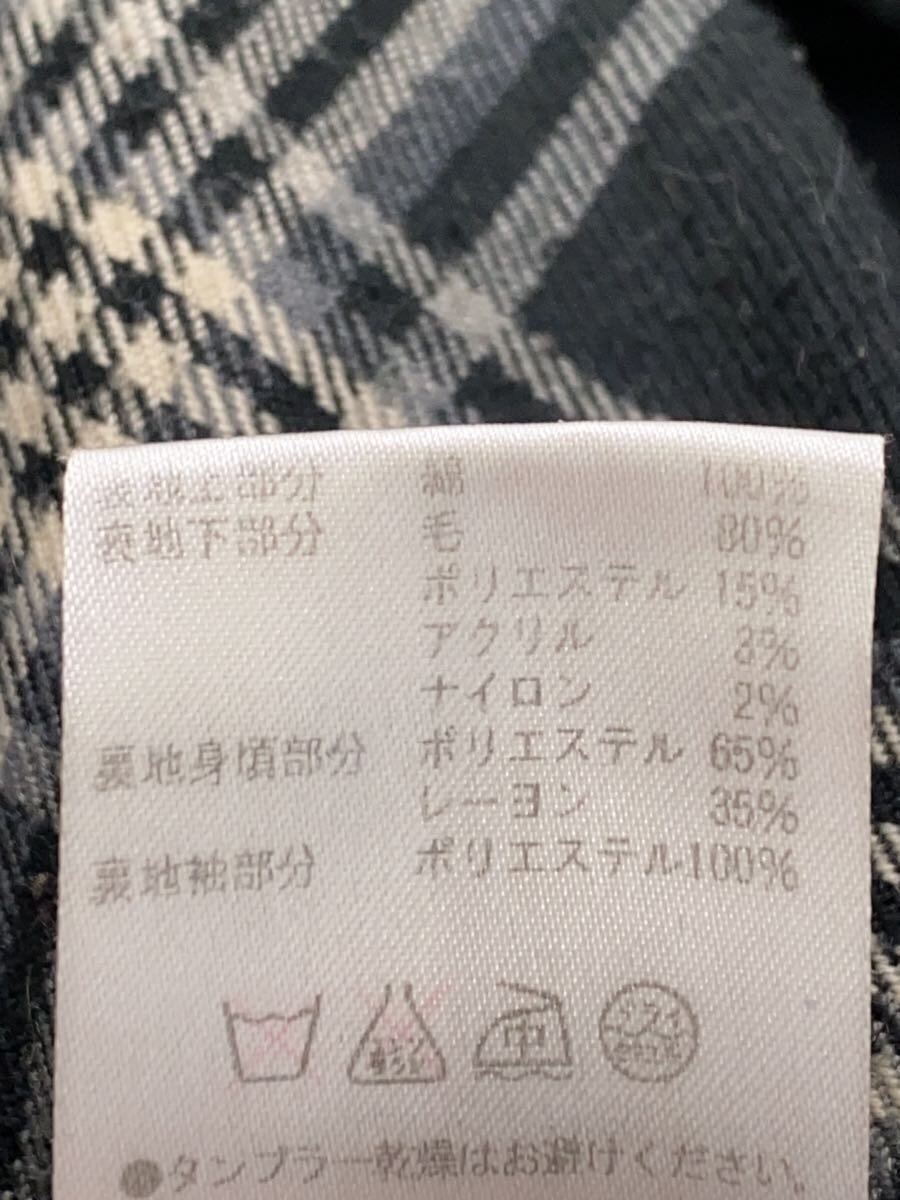 表地上部分 綿 100%
表地下部分 毛 80%
ポリエステル 15%
アクリル 3%
ナイロン 2%
裏地身頃部分 ポリエステル 65%
レーヨン 35%
裏地袖部分 ポリエステル100%
中
●タンブラー乾燥はお避けください。